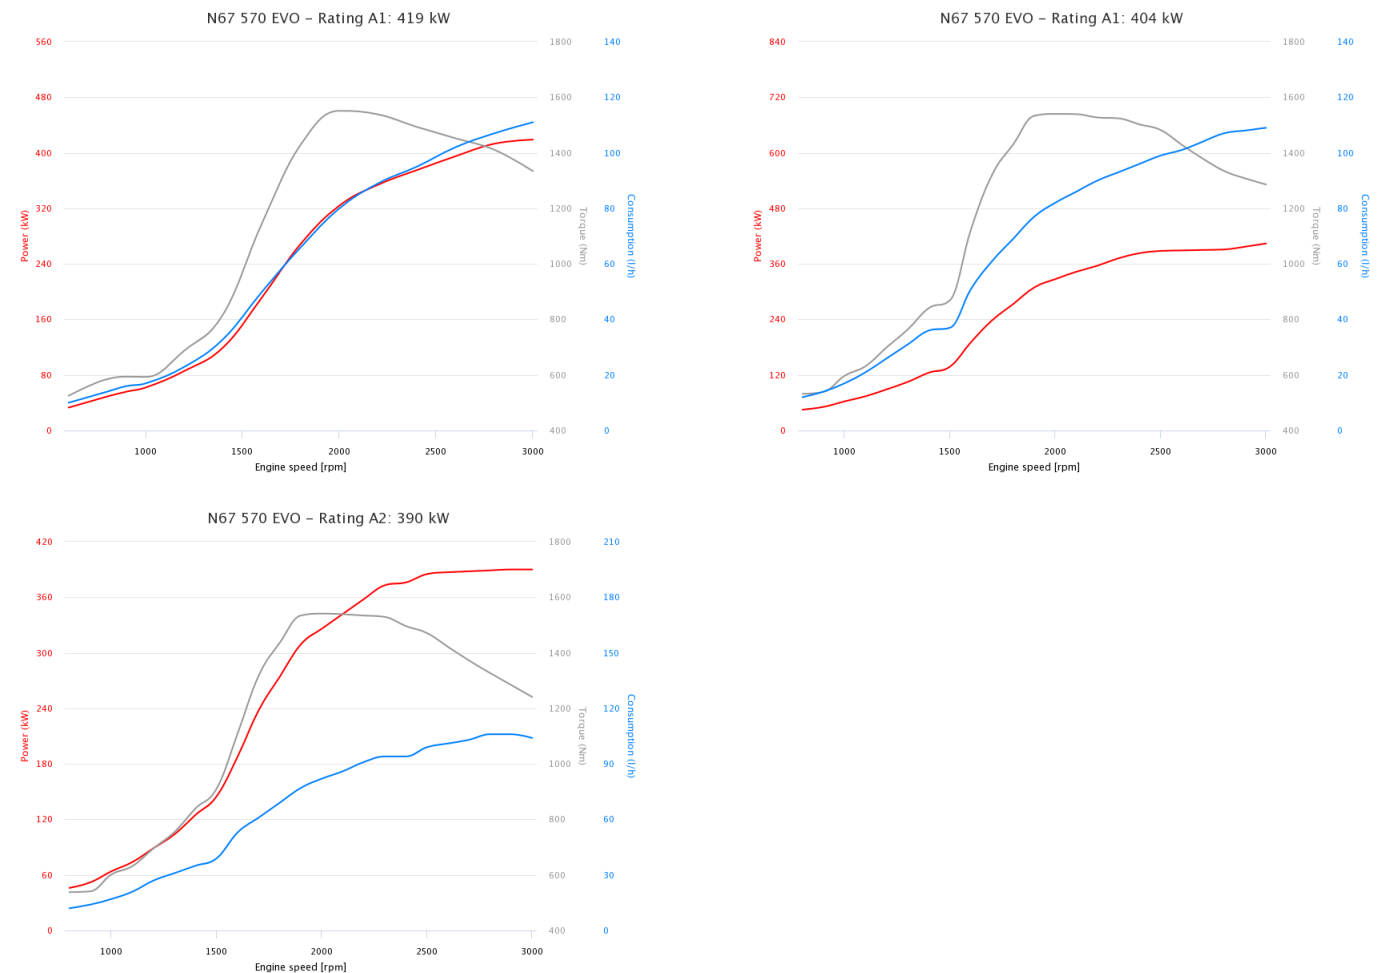 N67 570 EVO – Rating A1: 419 kW
560 1800 140
480 1600 120
400 1400 100
320 1200 80
240 1000 60
160 800 40
80 600 20
0 400 0
Power (kW)
Torque (Nm)
Consumption (l/h)
1000 1500 2000 2500 3000
Engine speed [rpm]
N67 570 EVO – Rating A1: 404 kW
840 1800 140
720 1600 120
600 1400 100
480 1200 80
360 1000 60
240 800 40
120 600 20
0 400 0
Power (kW)
Torque (Nm)
Consumption (l/h)
1000 1500 2000 2500 3000
Engine speed [rpm]
N67 570 EVO – Rating A2: 390 kW
420 1800 210
360 1600 180
300 1400 150
240 1200 120
180 1000 90
120 800 60
60 600 30
0 400 0
Power (kW)
Torque (Nm)
Consumption (l/h)
1000 1500 2000 2500 3000
Engine speed [rpm]